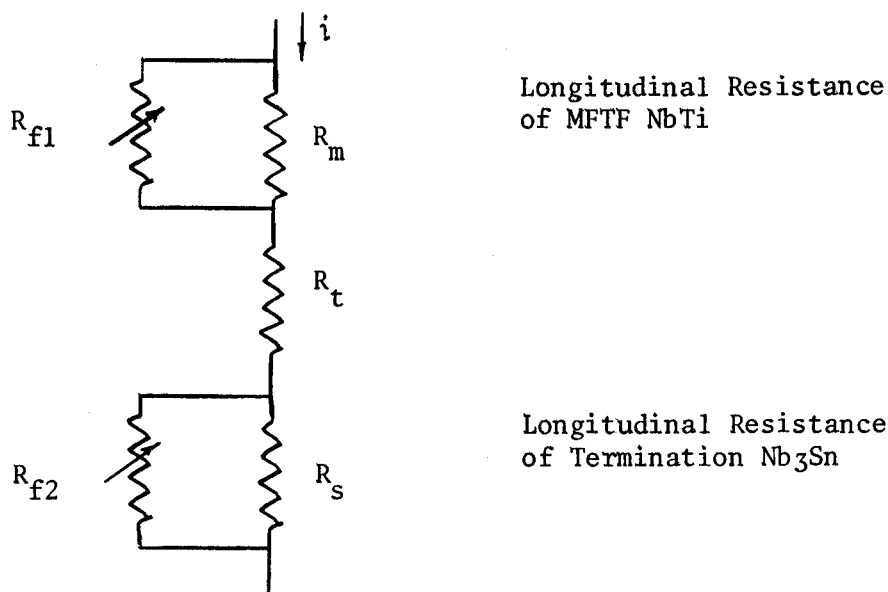 i
Longitudinal Resistance
of MFTF NbTi
R_f1
R_m
R_t
Longitudinal Resistance
of Termination Nb₃Sn
R_f2
R_s